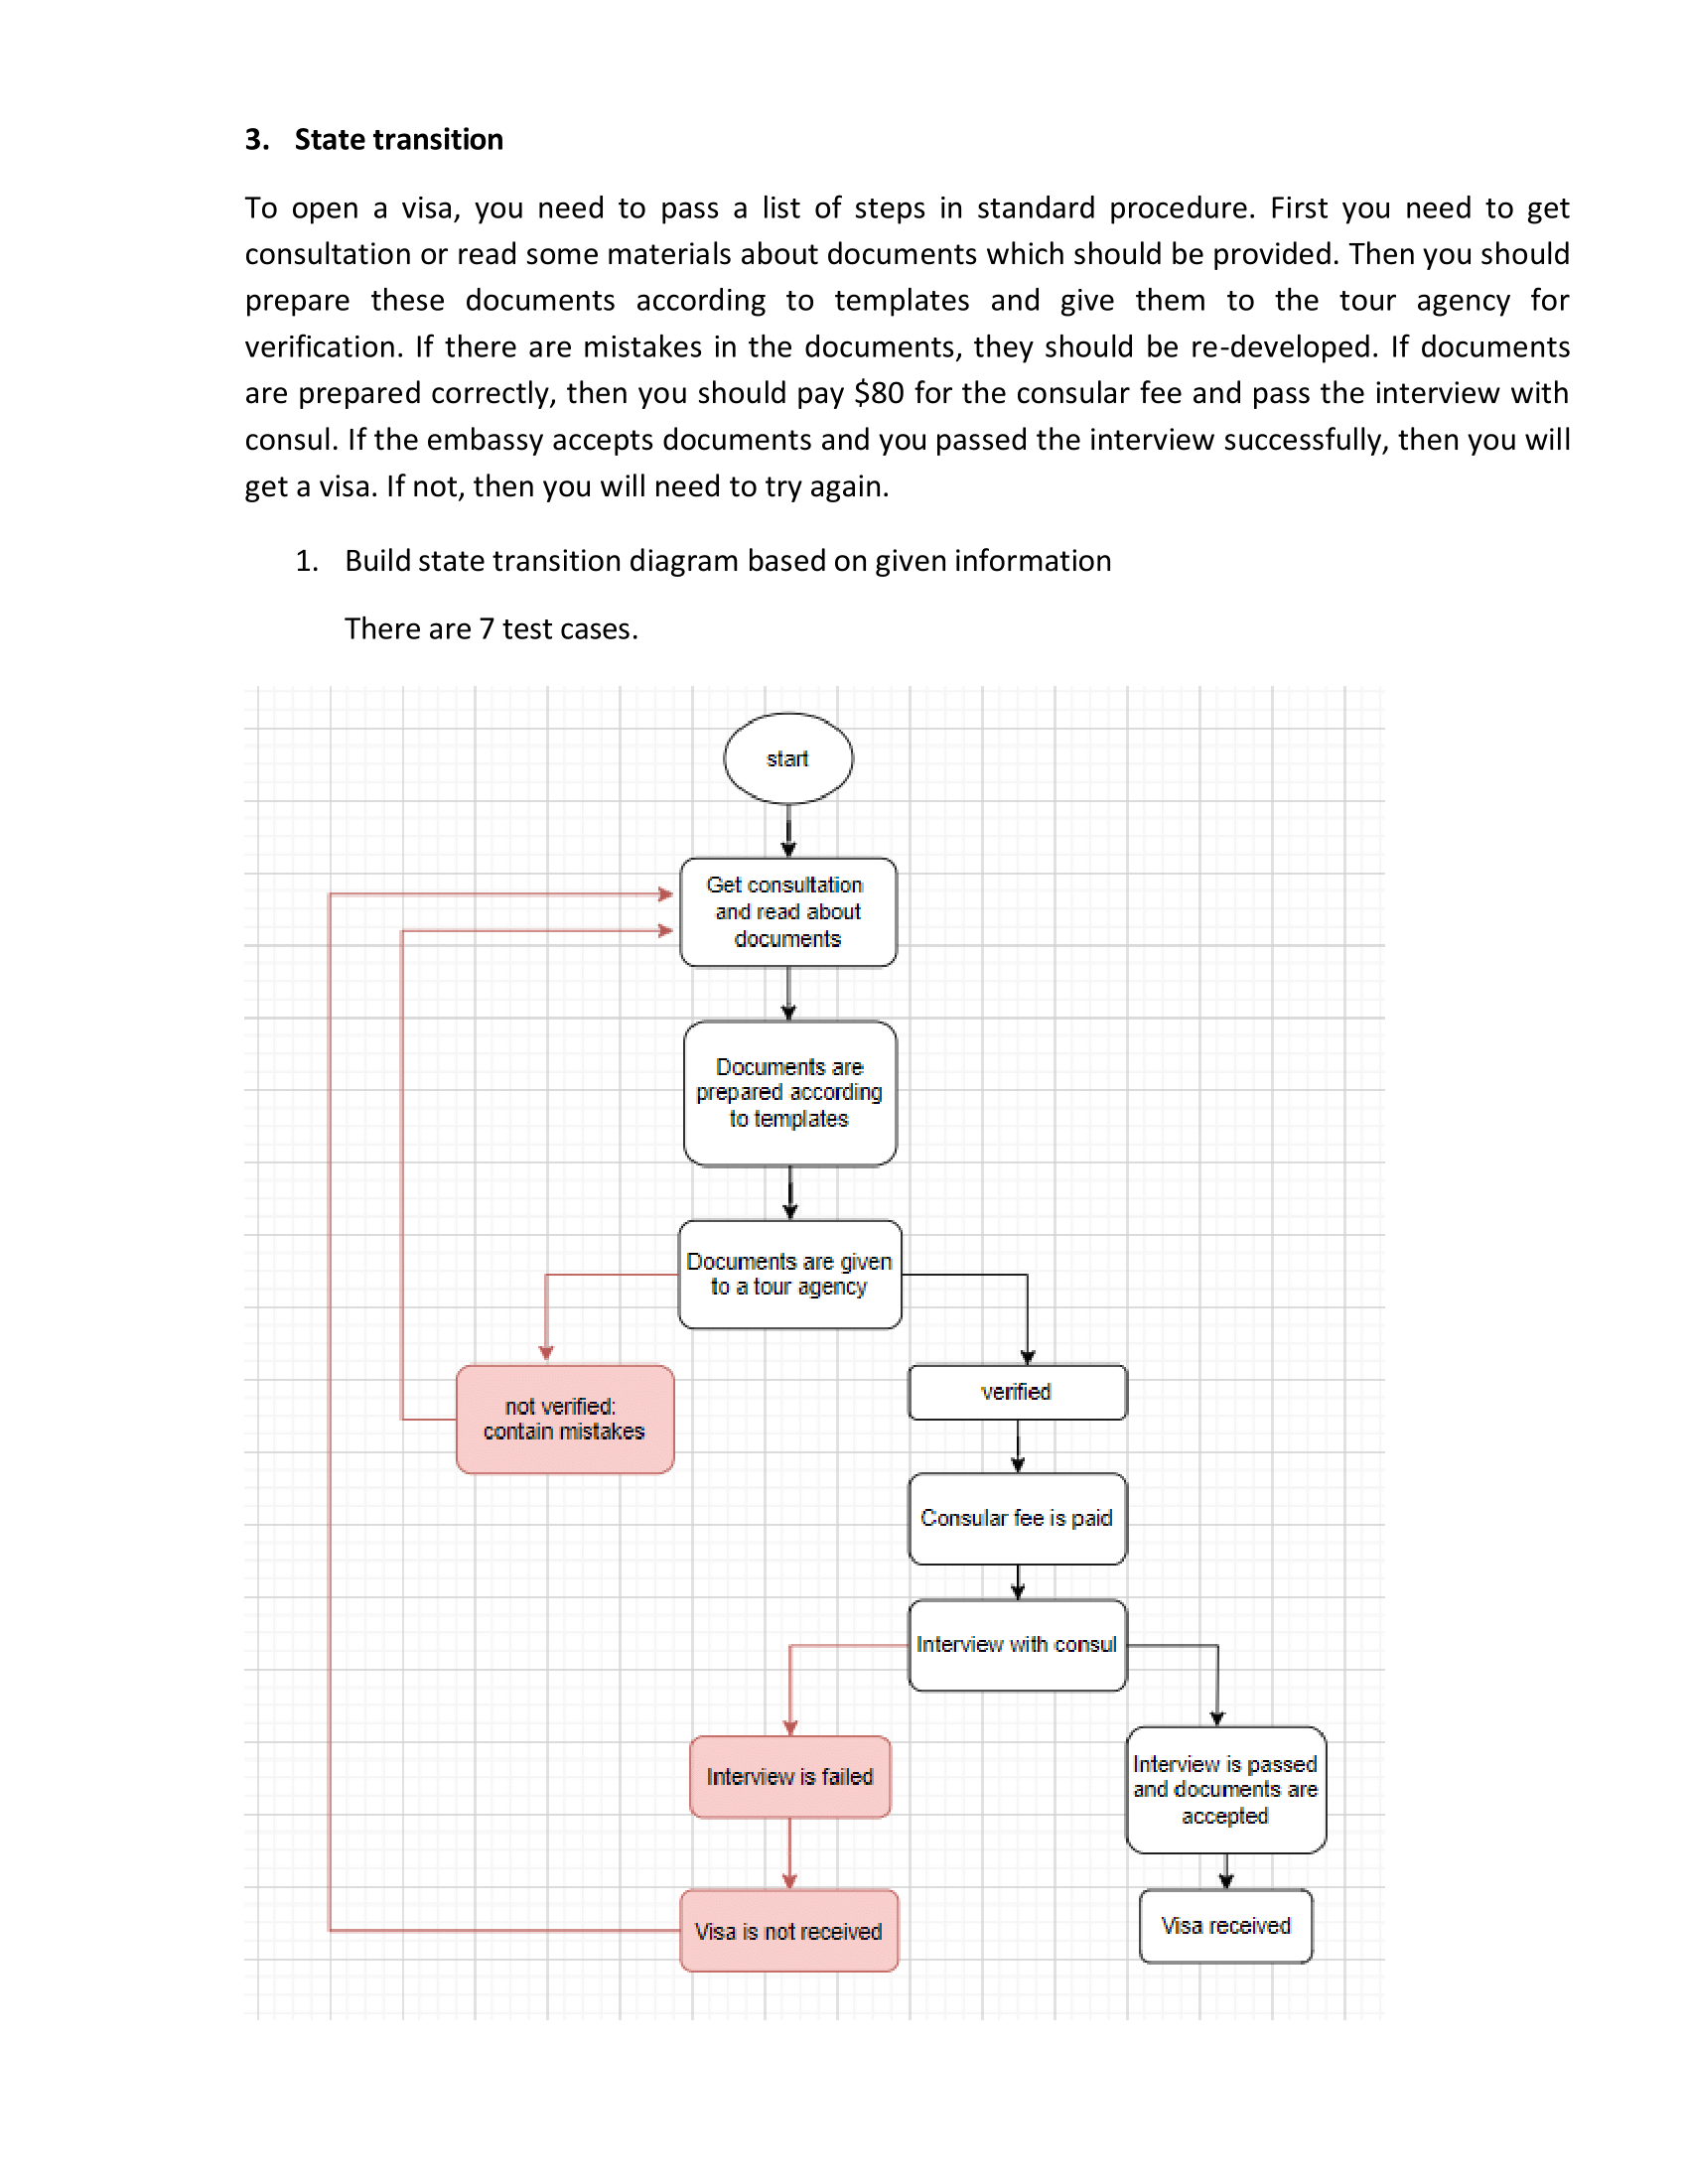 3. State transition
To open a visa, you need to pass a list of steps in standard procedure. First you need to get
consultation or read some materials about documents which should be provided. Then you should
prepare these documents according to templates and give them to the tour agency for
verification. If there are mistakes in the documents, they should be re-developed. If documents
are prepared correctly, then you should pay $80 for the consular fee and pass the interview with
consul. If the embassy accepts documents and you passed the interview successfully, then you will
get a visa. If not, then you will need to try again.
1. Build state transition diagram based on given information
There are 7 test cases.
start
Get consultation
and read about
documents
Documents are
prepared according
to templates
Documents are given
to a tour agency
not verified:
contain mistakes
verified
Consular fee is paid
Interview with consul
Interview is failed
Interview is passed
and documents are
accepted
Visa is not received
Visa received